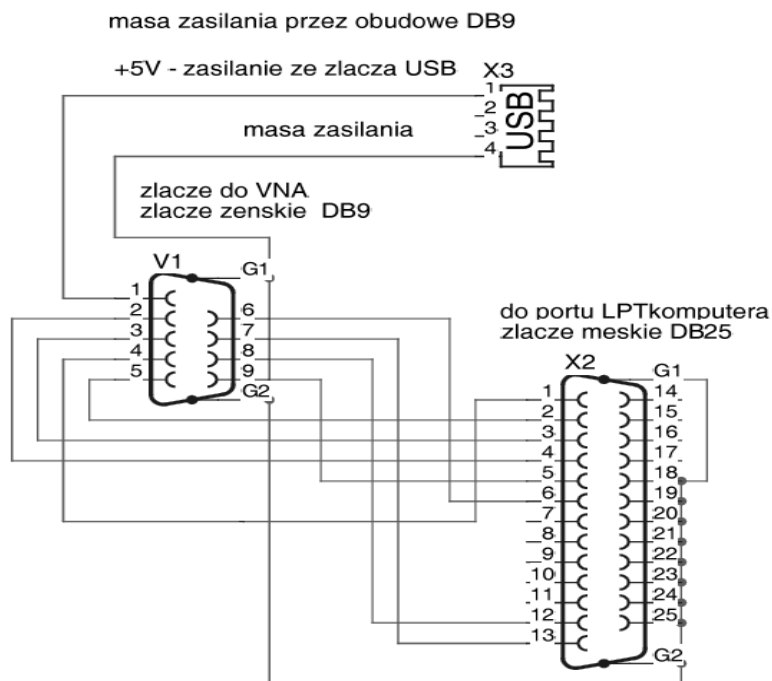 masa zasilania przez obudowe DB9
+5V - zasilanie ze zlacza USB
X3
1
2
3
4
USB
masa zasilania
zlacze do VNA
zlacze zenskie DB9
V1
G1
1
2
3
4
5
6
7
8
9
G2
do portu LPTkomputera
zlacze meskie DB25
X2
G1
1
2
3
4
5
6
7
8
9
10
11
12
13
14
15
16
17
18
19
20
21
22
23
24
25
G2